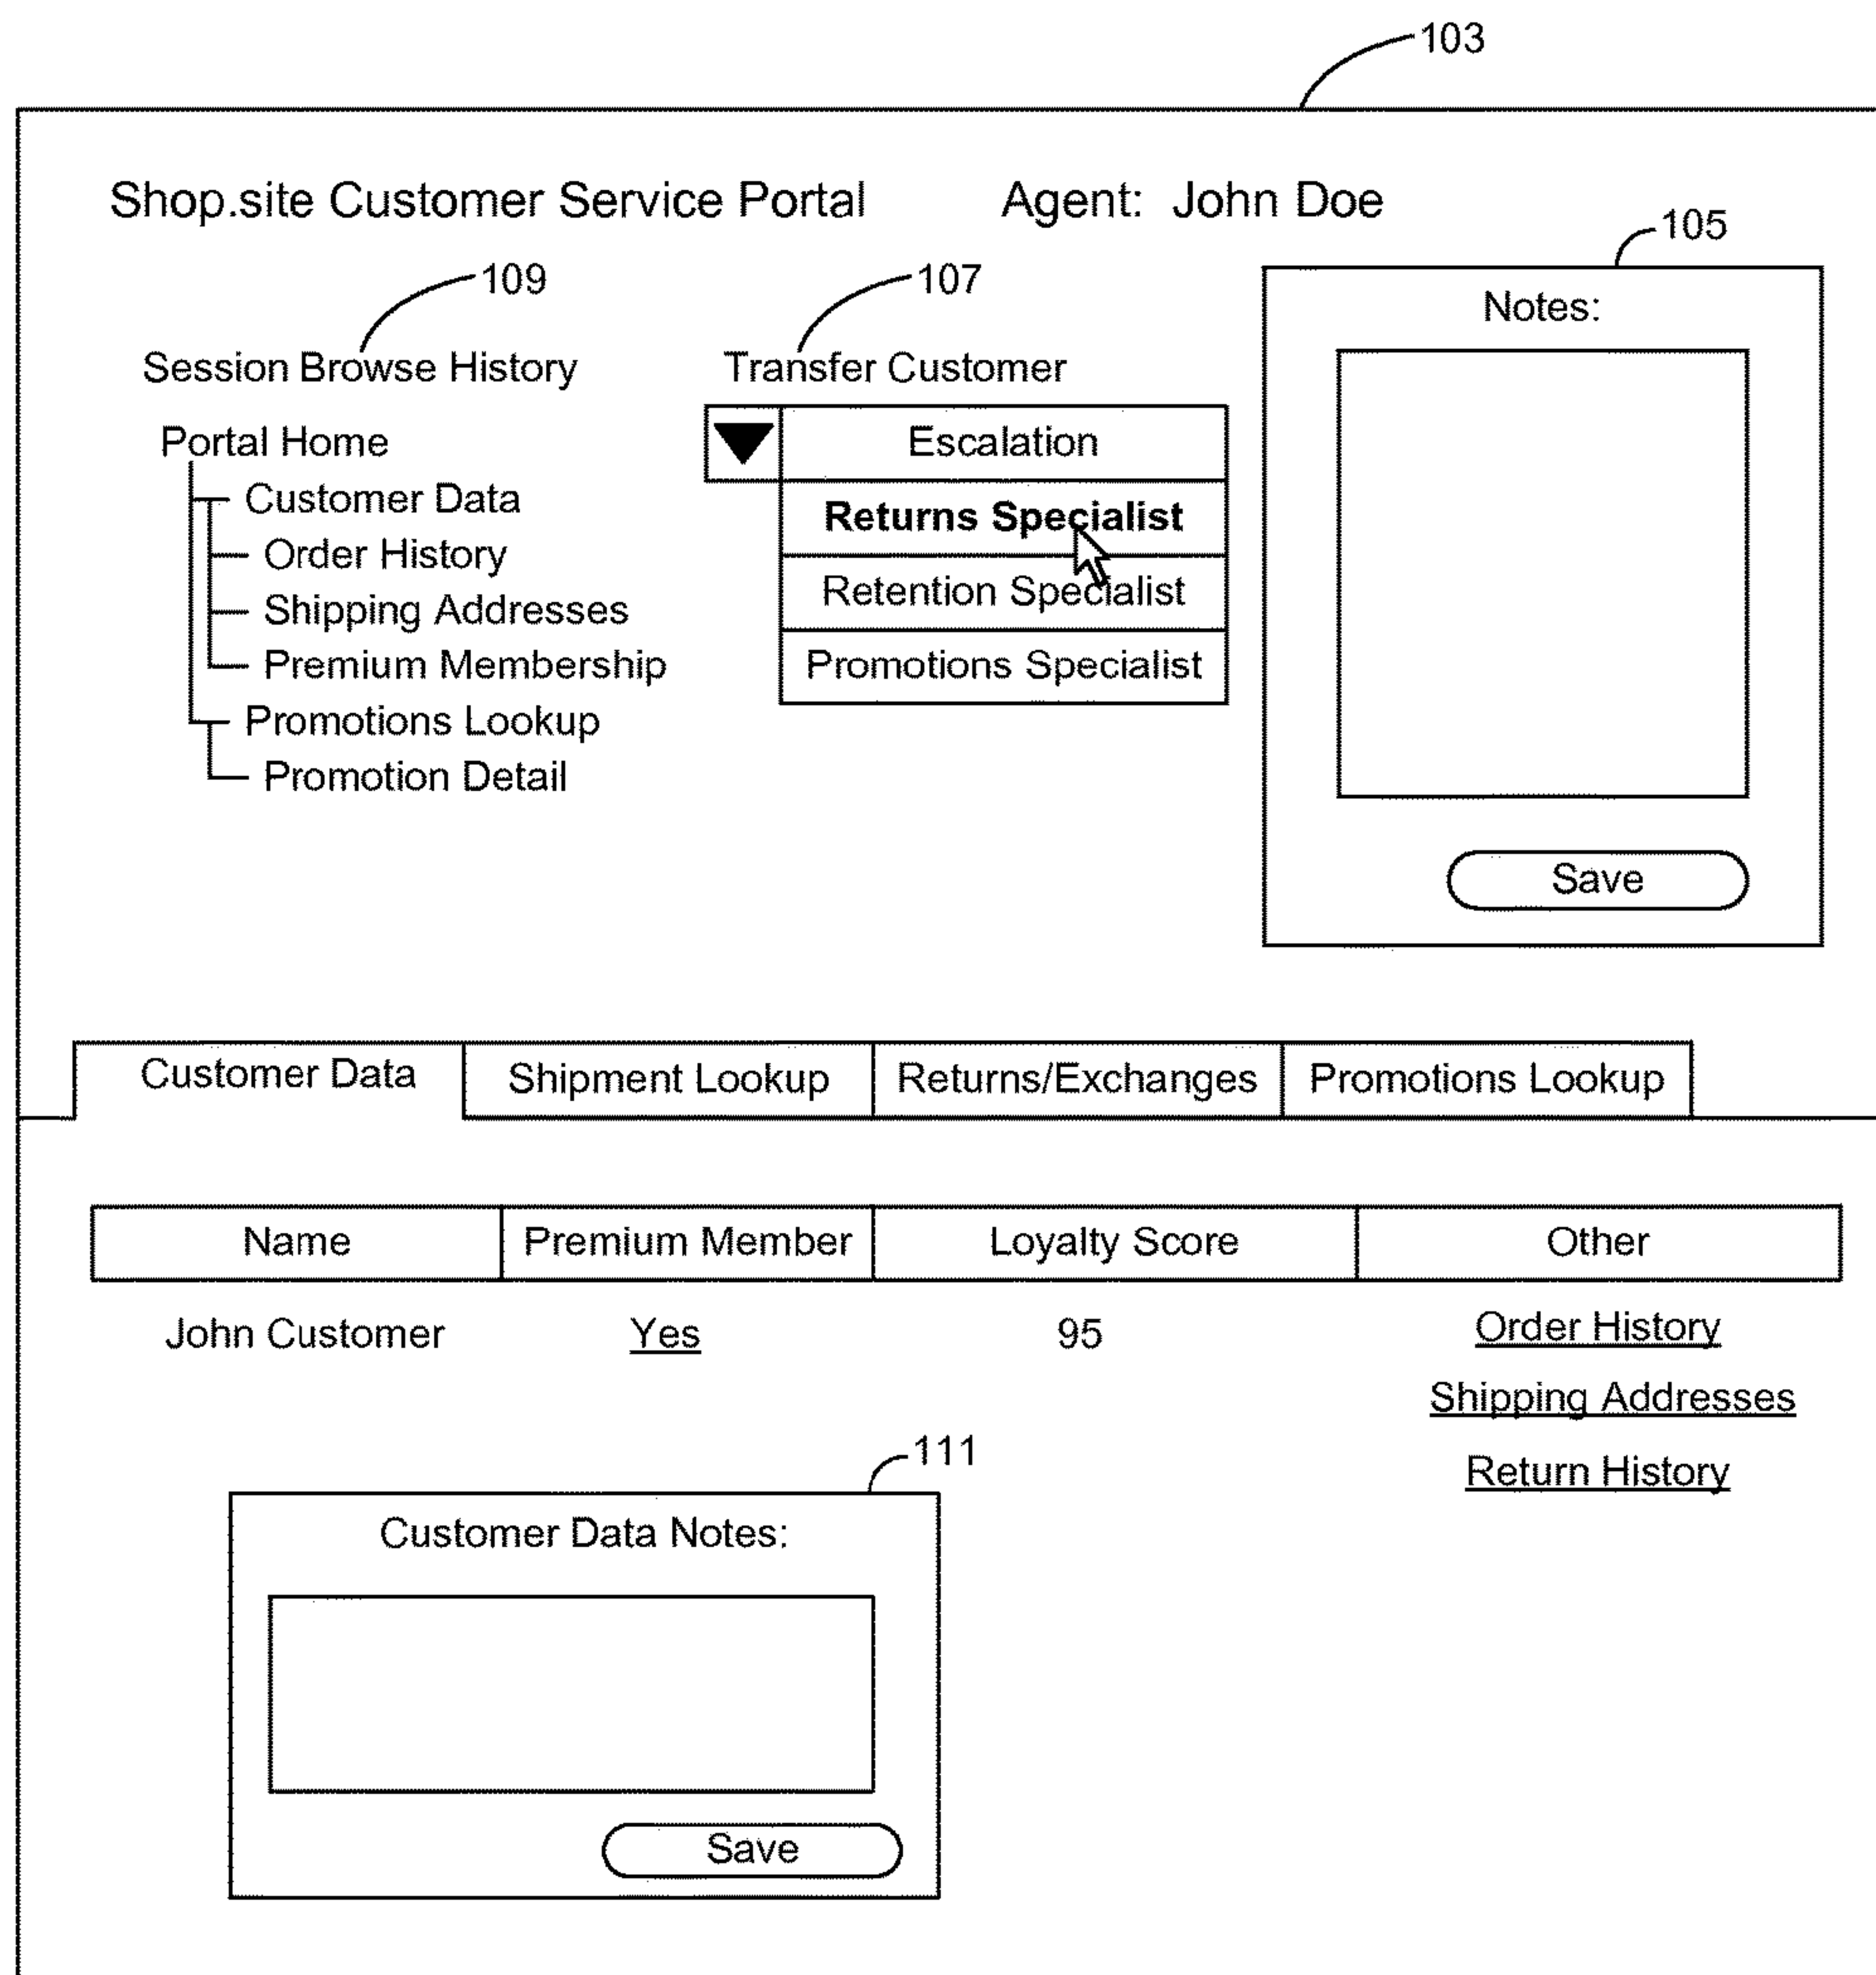 103
Shop.site Customer Service Portal
Agent: John Doe
105
109
107
Session Browse History
Portal Home
Customer Data
Order History
Shipping Addresses
Premium Membership
Promotions Lookup
Promotion Detail
Transfer Customer
Escalation
Returns Specialist
Retention Specialist
Promotions Specialist
Notes:
Save
Customer Data
Shipment Lookup
Returns/Exchanges
Promotions Lookup
Name
Premium Member
Loyalty Score
Other
John Customer
Yes
95
Order History
Shipping Addresses
Return History
111
Customer Data Notes:
Save